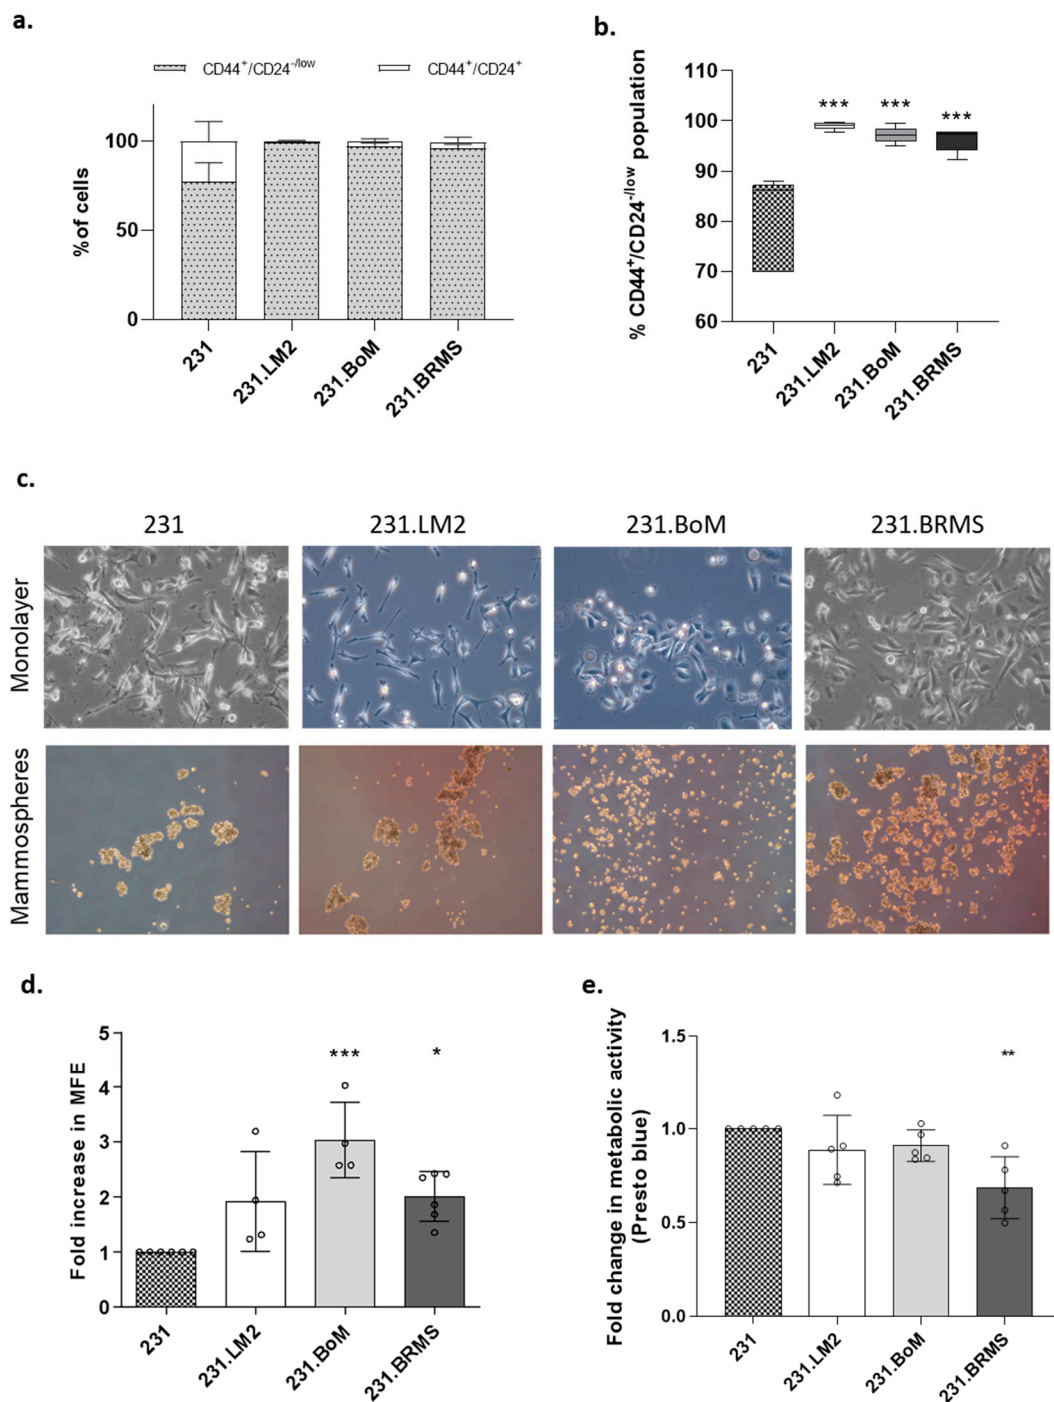 a.
CD44+/CD24-/low
CD44+/CD24+
% of cells
100
50
0
231
231.LM2
231.BoM
231.BRMS
b.
% CD44+/CD24-/low population
110
100
90
80
70
60
***
***
***
231
231.LM2
231.BoM
231.BRMS
c.
231
231.LM2
231.BoM
231.BRMS
Monolayer
Mammospheres
d.
Fold increase in MFE
5
4
3
2
1
0
***
*
231
231.LM2
231.BoM
231.BRMS
e.
Fold change in metabolic activity
(Presto blue)
1.5
1.0
0.5
0.0
**
231
231.LM2
231.BoM
231.BRMS